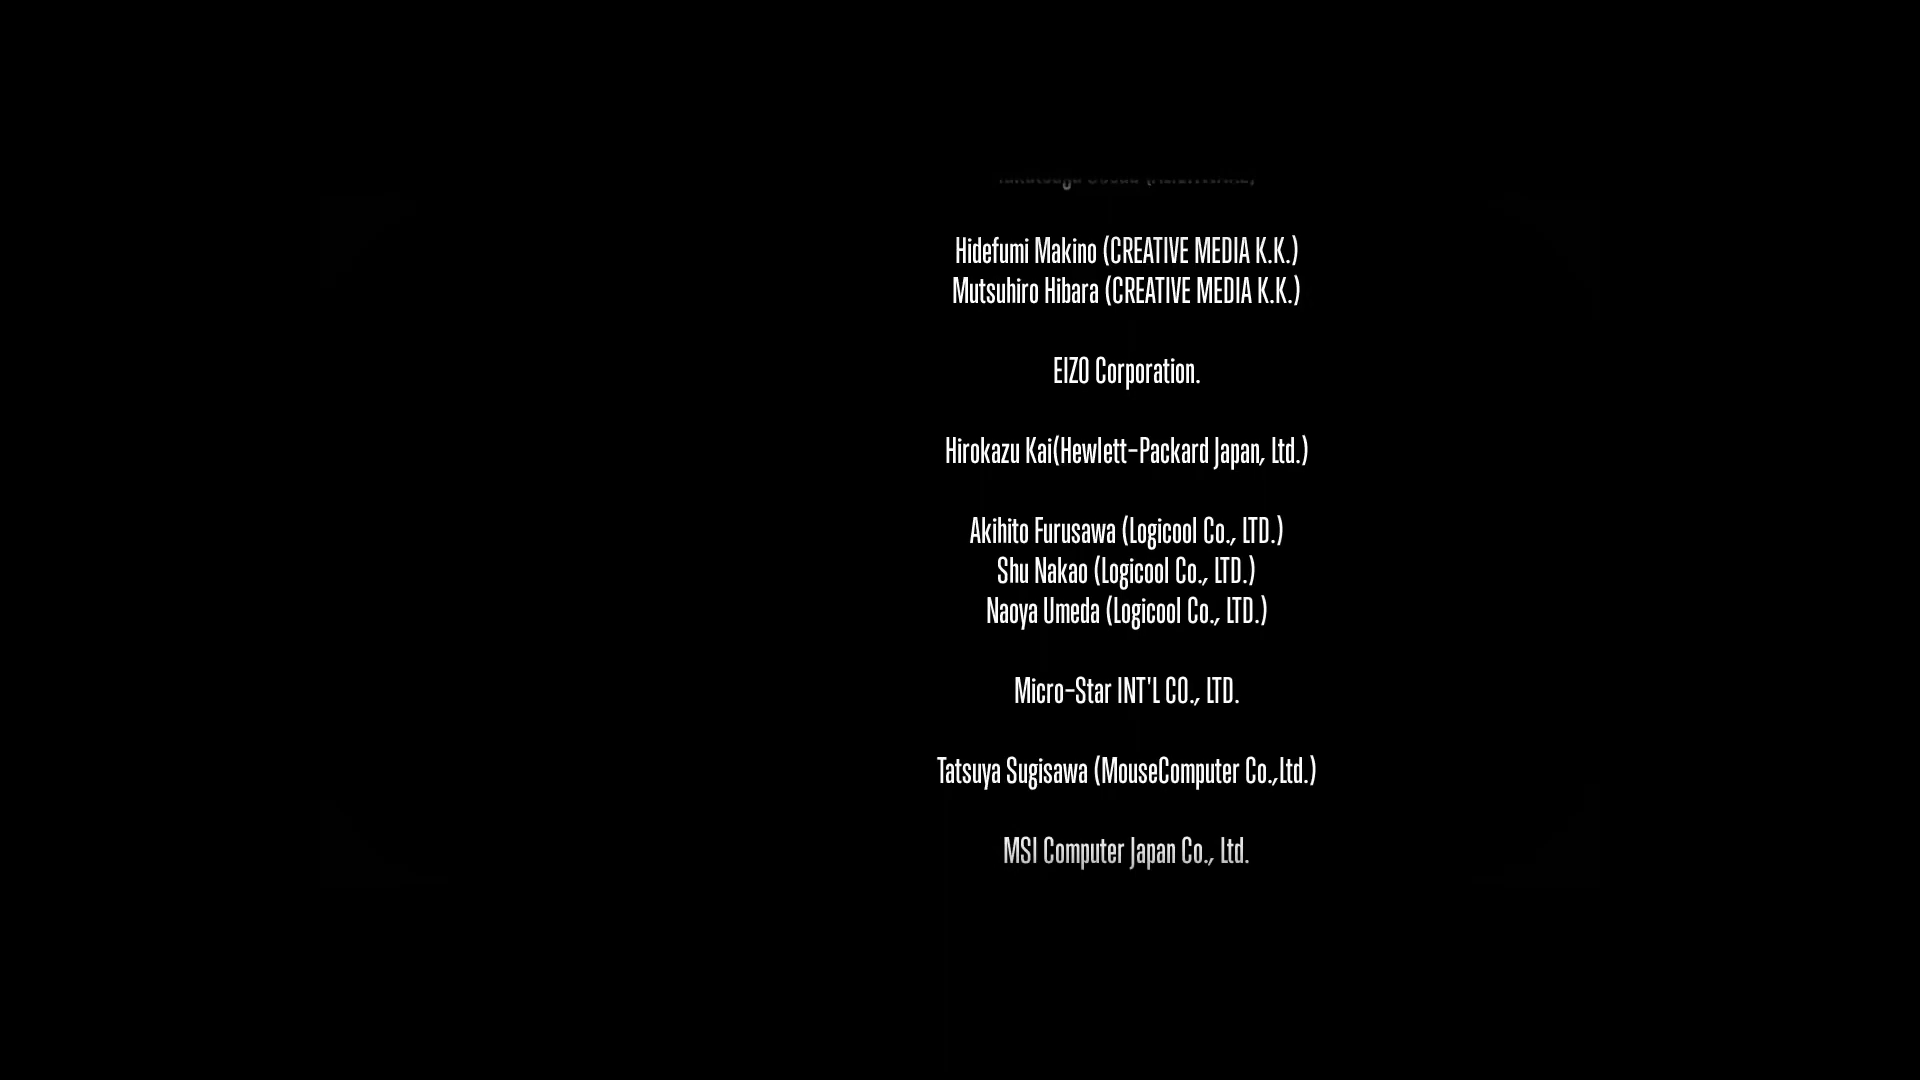 Hidefumi Makino (CREATIVE MEDIA K.K.)
Mutsuhiro Hibara (CREATIVE MEDIA K.K.)
EIZO Corporation.
Hirokazu Kai(Hewlett-Packard Japan, Ltd.)
Akihito Furusawa (Logicool Co., LTD.)
Shu Nakao (Logicool Co., LTD.)
Naoya Umeda (Logicool Co., LTD.)
Micro-Star INT'L CO., LTD.
Tatsuya Sugisawa (MouseComputer Co.,Ltd.)
MSI Computer Japan Co., Ltd.